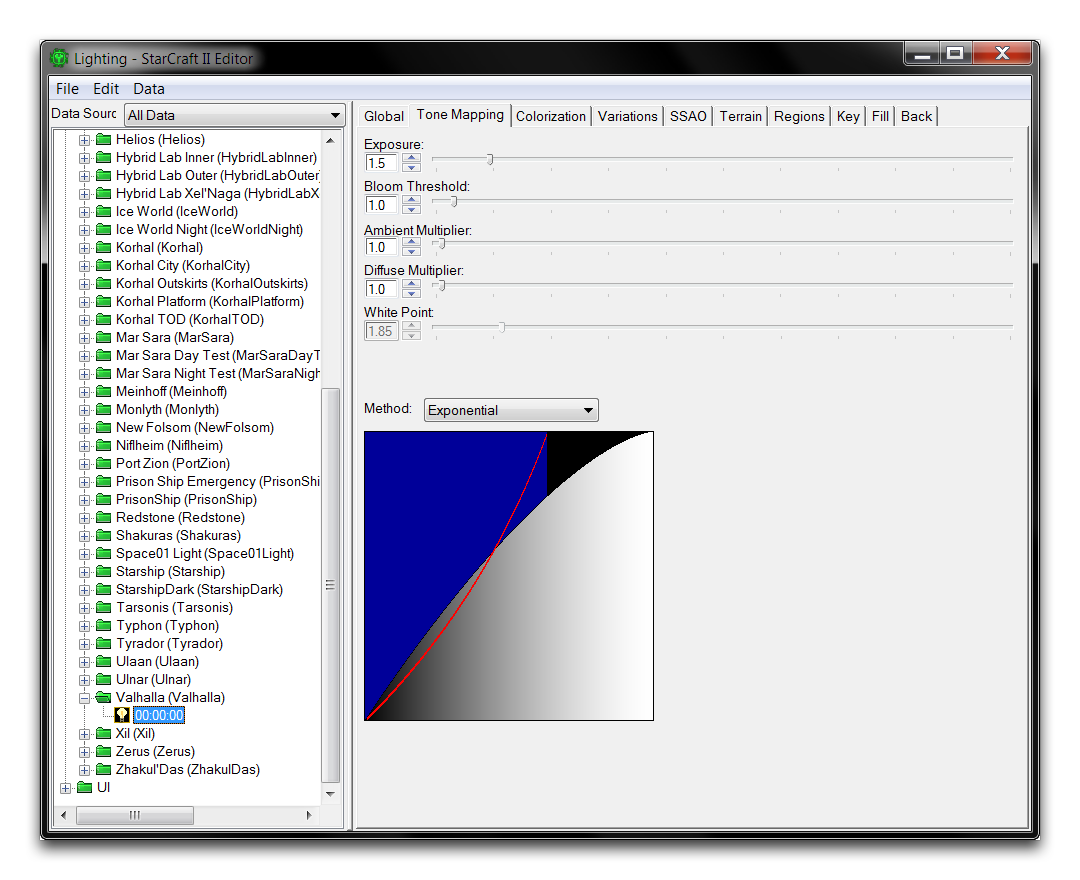 Lighting - StarCraft II Editor
File Edit Data
Data Sourc All Data
Helios (Helios)
Hybrid Lab Inner (HybridLabInner)
Hybrid Lab Outer (HybridLabOuter)
Hybrid Lab Xel'Naga (HybridLabX
Ice World (IceWorld)
Ice World Night (IceWorldNight)
Korhal (Korhal)
Korhal City (KorhalCity)
Korhal Outskirts (KorhalOutskirts)
Korhal Platform (KorhalPlatform)
Korhal TOD (KorhalTOD)
Mar Sara (MarSara)
Mar Sara Day Test (MarSaraDayT
Mar Sara Night Test (MarSaraNigh
Meinhoff (Meinhoff)
Monlyth (Monlyth)
New Folsom (NewFolsom)
Niflheim (Niflheim)
Port Zion (PortZion)
Prison Ship Emergency (PrisonShi
PrisonShip (PrisonShip)
Redstone (Redstone)
Shakuras (Shakuras)
Space01 Light (Space01Light)
Starship (Starship)
StarshipDark (StarshipDark)
Tarsonis (Tarsonis)
Typhon (Typhon)
Tyrador (Tyrador)
Ulaan (Ulaan)
Ulnar (Ulnar)
Valhalla (Valhalla)
00:00:00
Xil (Xil)
Zerus (Zerus)
Zhakul'Das (ZhakulDas)
UI
Global Tone Mapping Colorization Variations SSAO Terrain Regions Key Fill Back
Exposure:
1.5
Bloom Threshold:
1.0
Ambient Multiplier:
1.0
Diffuse Multiplier:
1.0
White Point:
1.85
Method: Exponential